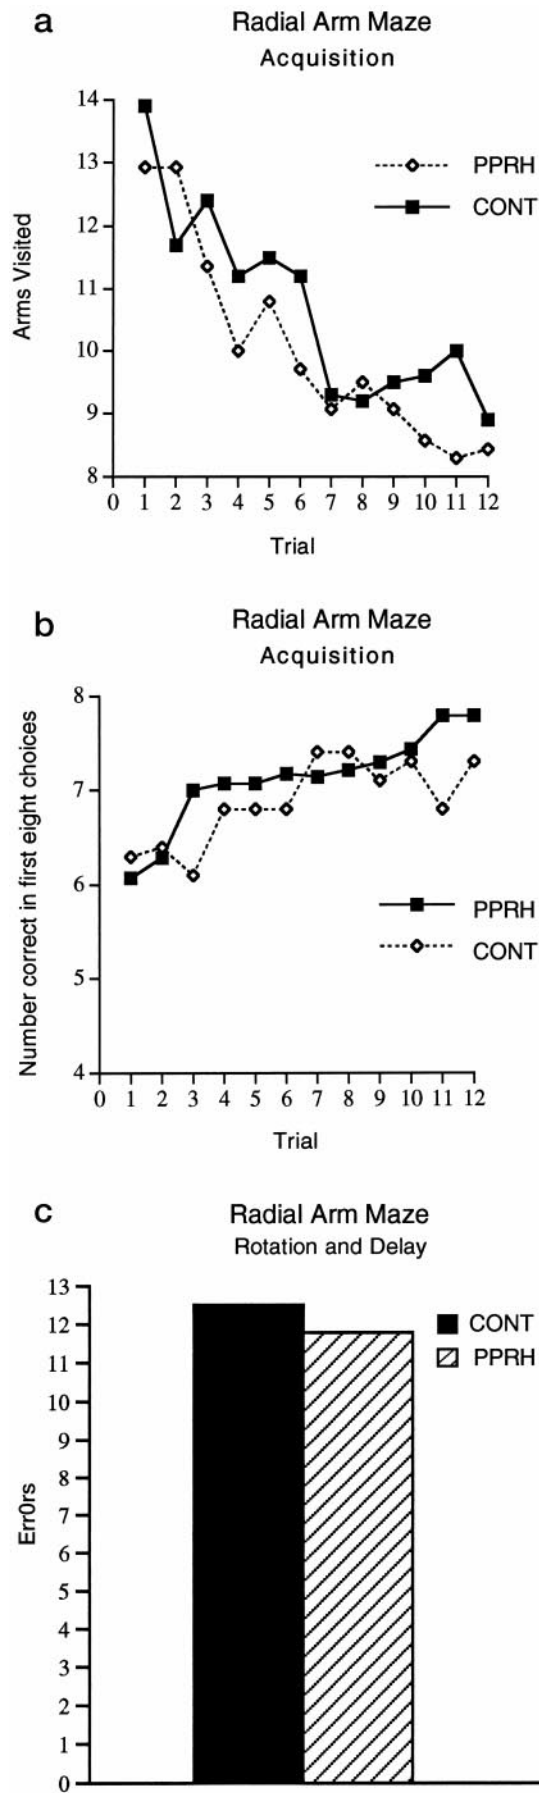 a
Radial Arm Maze
Acquisition
14
13
12
11
10
9
8
Arms Visited
PPRH
CONT
0 1 2 3 4 5 6 7 8 9 10 11 12
Trial
b
Radial Arm Maze
Acquisition
8
7
6
5
4
Number correct in first eight choices
PPRH
CONT
0 1 2 3 4 5 6 7 8 9 10 11 12
Trial
c
Radial Arm Maze
Rotation and Delay
13
12
11
10
9
8
7
6
5
4
3
2
1
0
Err0rs
CONT
PPRH